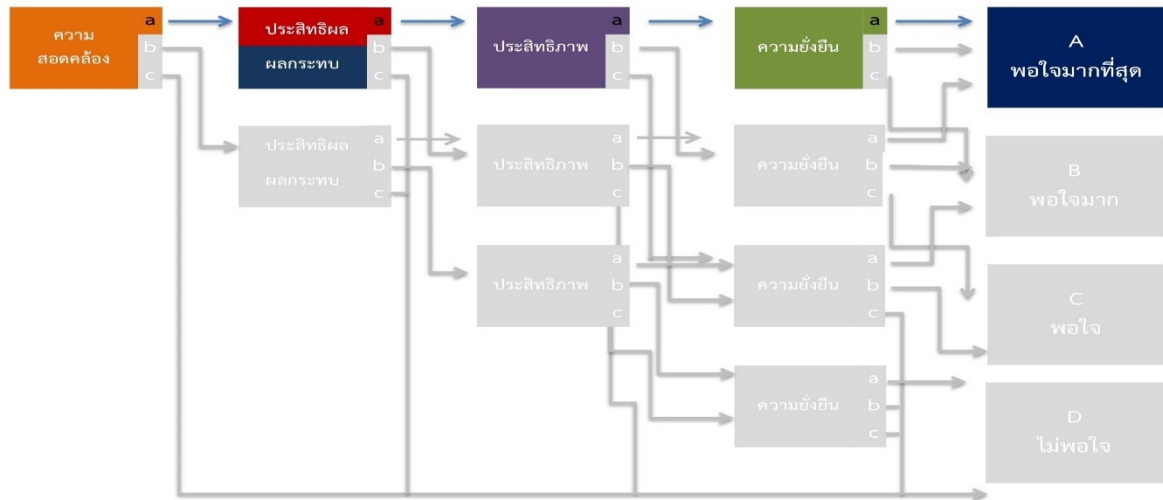 ความ
สอดคล้อง
a
b
c
ประสิทธิผล
ผลกระทบ
a
b
c
ประสิทธิภาพ
a
b
c
ความยั่งยืน
a
b
c
A
พอใจมากที่สุด
ประสิทธิผล
ผลกระทบ
a
b
c
ประสิทธิภาพ
a
b
c
ความยั่งยืน
a
b
c
B
พอใจมาก
ประสิทธิภาพ
a
b
c
ความยั่งยืน
a
b
c
C
พอใจ
ความยั่งยืน
a
b
c
D
ไม่พอใจ